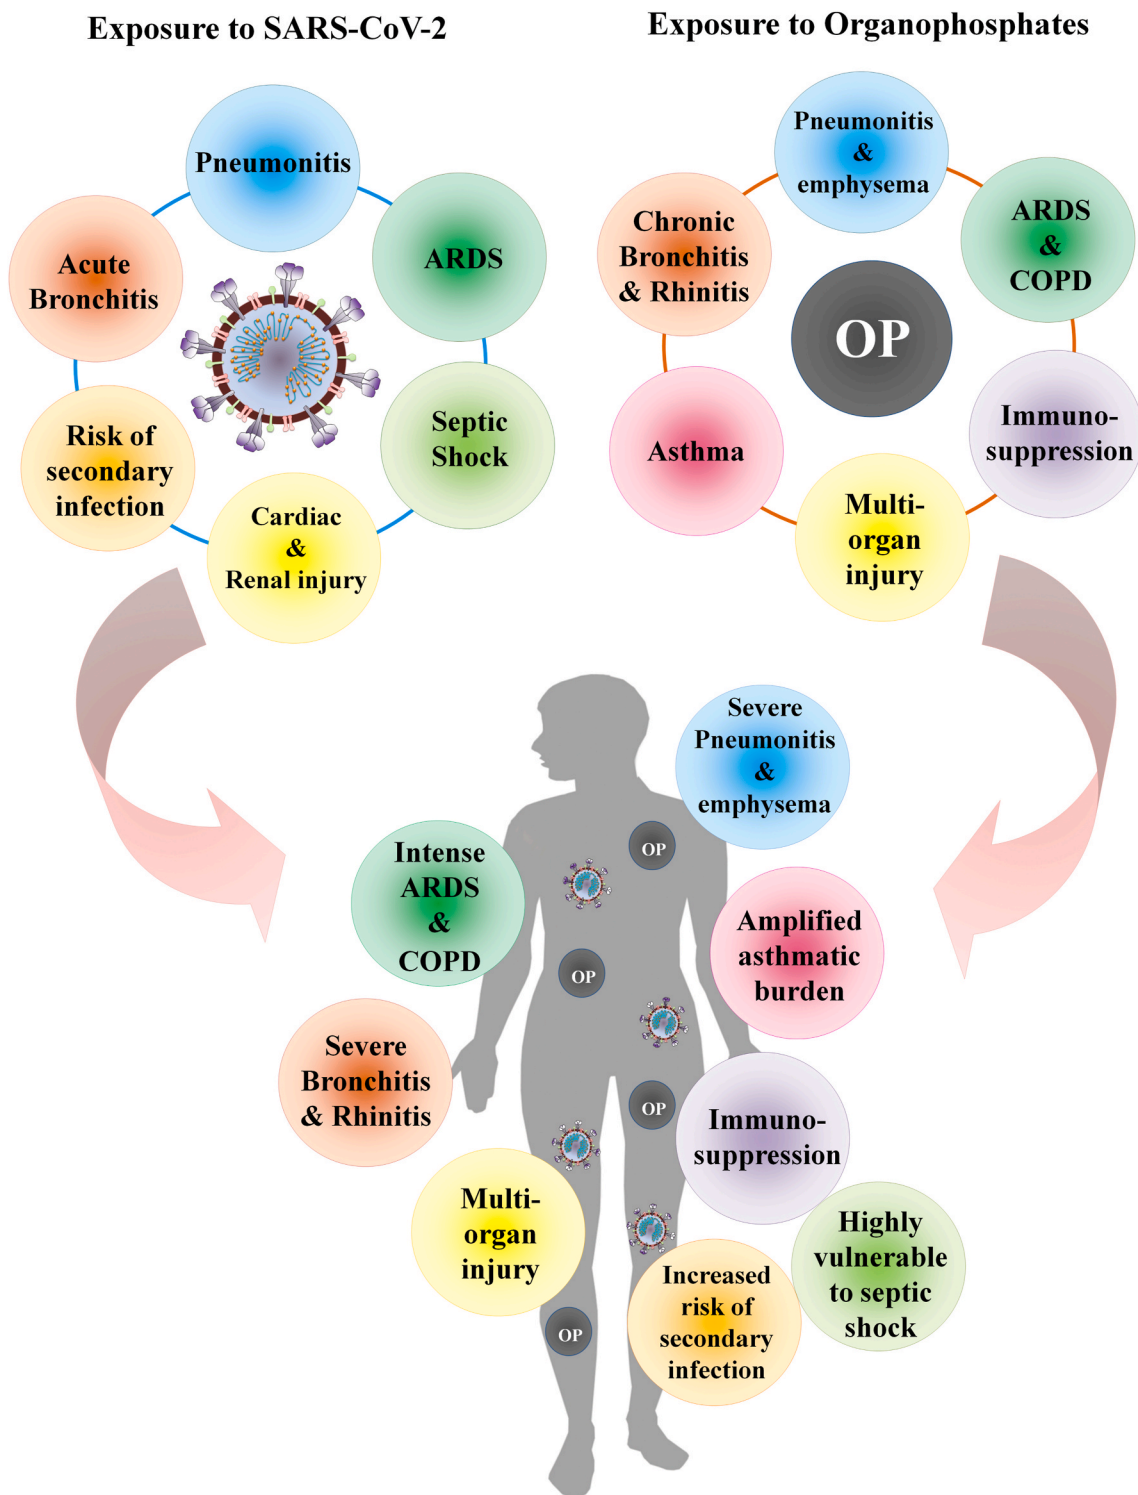 Exposure to SARS-CoV-2
Pneumonitis
ARDS
Septic
Shock
Cardiac
&
Renal injury
Risk of
secondary
infection
Acute
Bronchitis
Exposure to Organophosphates
Pneumonitis
&
emphysema
ARDS
&
COPD
Immuno-
suppression
Multi-
organ
injury
Asthma
Chronic
Bronchitis
& Rhinitis
OP
Severe
Pneumonitis
&
emphysema
Intense
ARDS
&
COPD
Amplified
asthmatic
burden
Severe
Bronchitis
& Rhinitis
Immuno-
suppression
Multi-
organ
injury
Highly
vulnerable
to septic
shock
Increased
risk of
secondary
infection
OP
OP
OP
OP